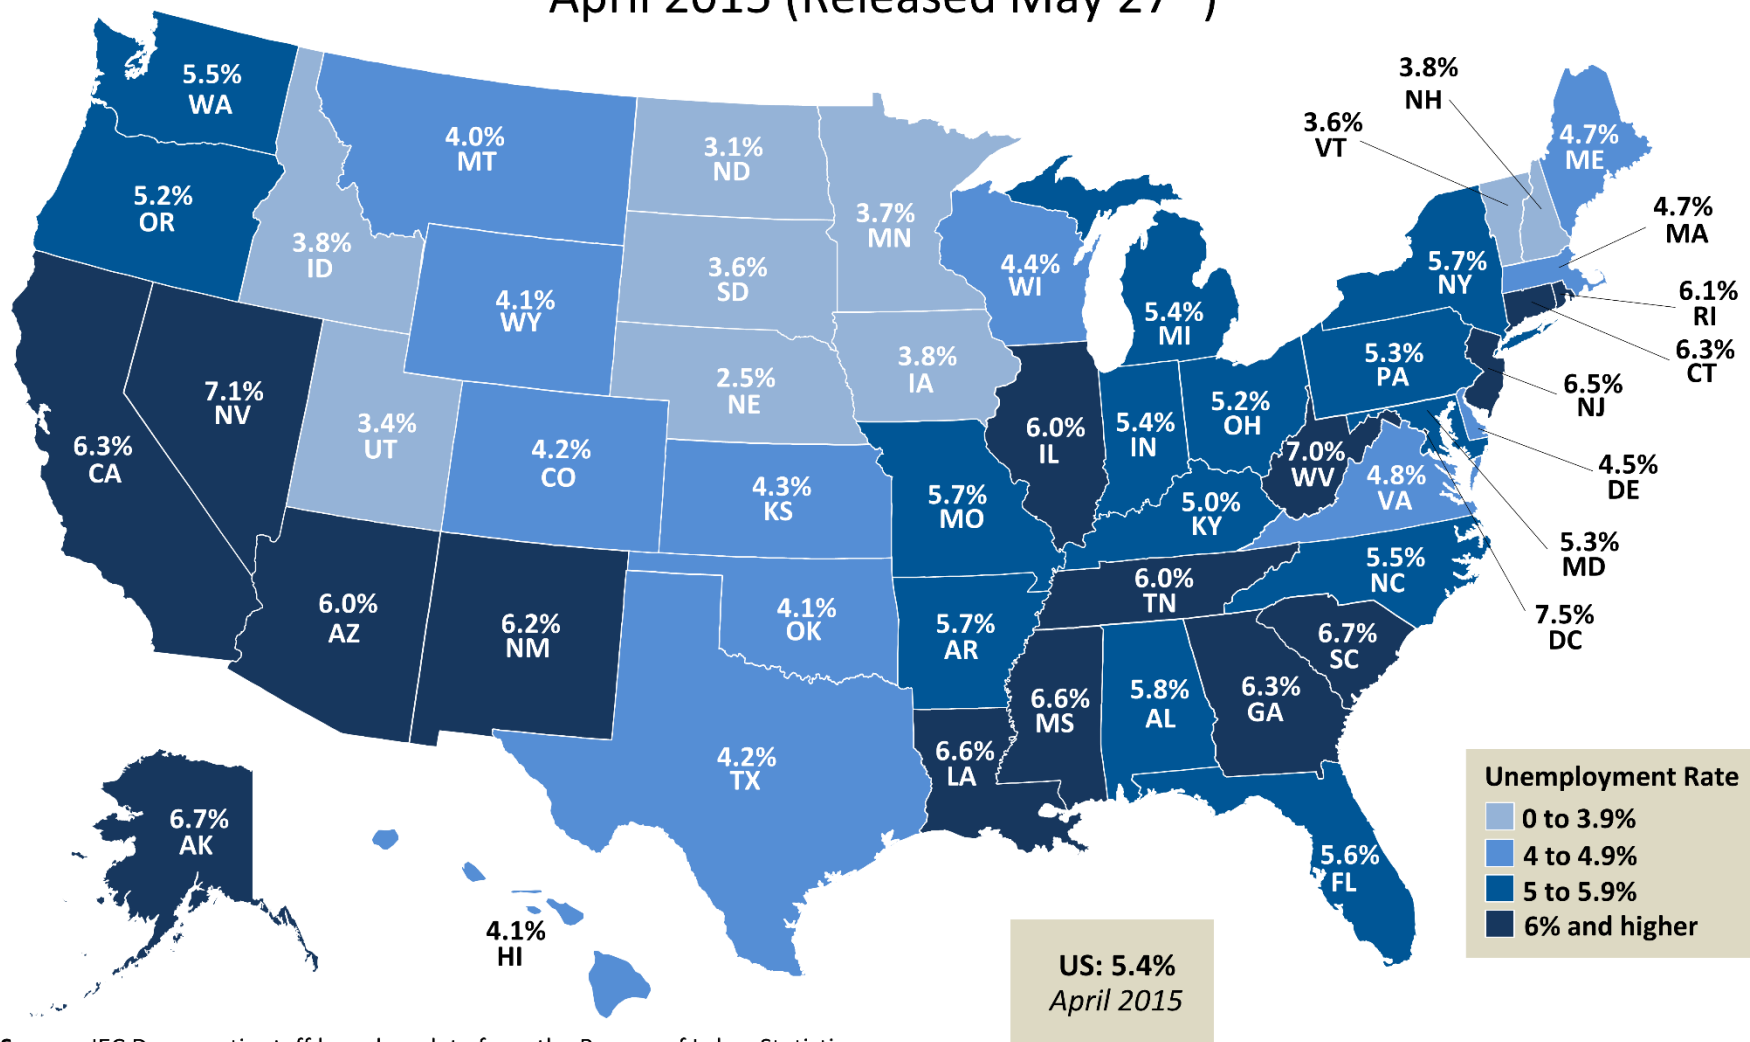 April 2015 (Released May 27
5.5%
WA
5.2%
OR
3.8%
ID
4.0%
MT
4.1%
WY
3.1%
ND
3.6%
SD
2.5%
NE
3.7%
MN
3.8%
IA
4.4%
WI
5.4%
MI
3.8%
NH
3.6%
VT
4.7%
ME
4.7%
MA
6.1%
RI
6.3%
CT
5.7%
NY
5.3%
PA
6.5%
NJ
4.5%
DE
5.3%
MD
7.5%
DC
6.3%
CA
7.1%
NV
3.4%
UT
4.2%
CO
4.3%
KS
5.7%
MO
6.0%
IL
5.4%
IN
5.2%
OH
7.0%
WV
4.8%
VA
5.0%
KY
5.5%
NC
6.0%
TN
6.0%
AZ
6.2%
NM
4.1%
OK
5.7%
AR
6.6%
MS
5.8%
AL
6.3%
GA
6.7%
SC
4.2%
TX
6.6%
LA
5.6%
FL
6.7%
AK
4.1%
HI
Unemployment Rate
0 to 3.9%
4 to 4.9%
5 to 5.9%
6% and higher
US: 5.4%
April 2015